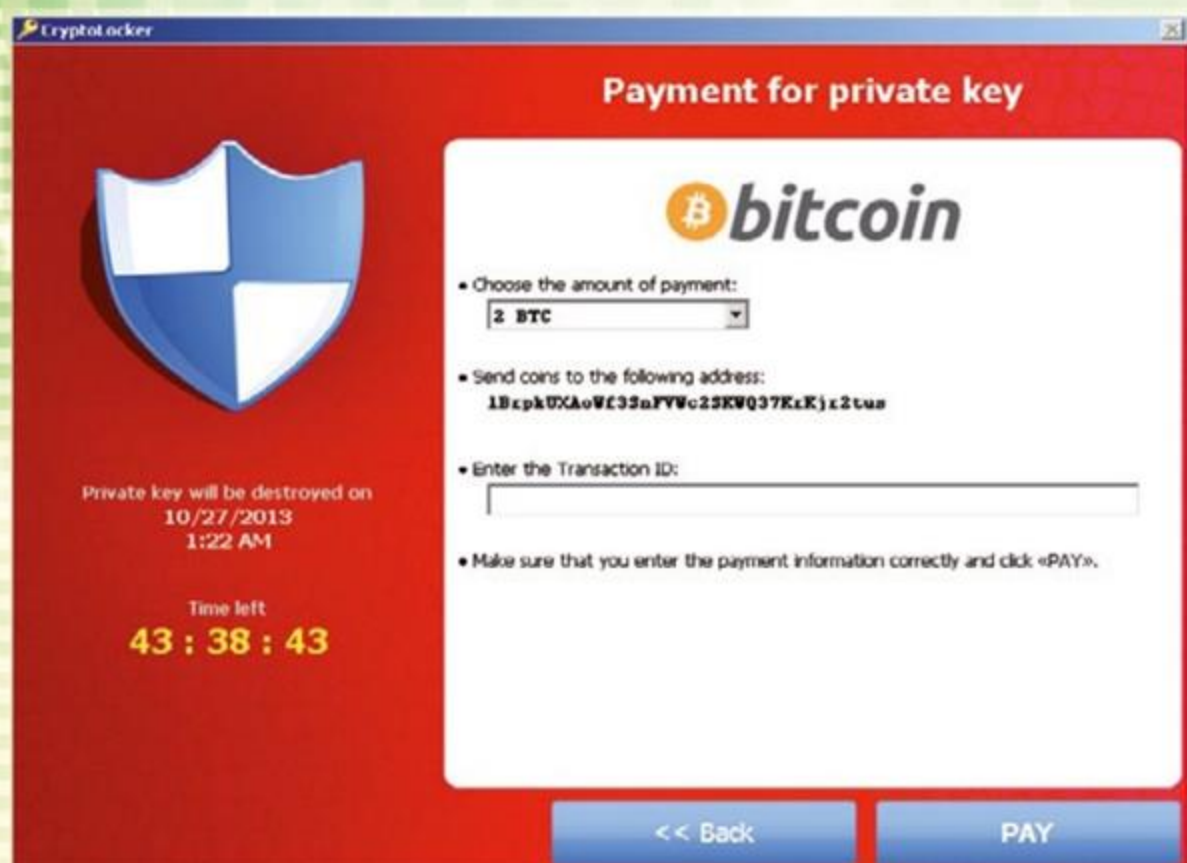 CryptoLocker
Payment for private key
bitcoin
• Choose the amount of payment:
2 BTC
• Send coins to the following address:
• Enter the Transaction ID:
• Make sure that you enter the payment information correctly and click «PAY».
Private key will be destroyed on
10/27/2013
1:22 AM
Time left
43 : 38 : 43
<< Back
PAY